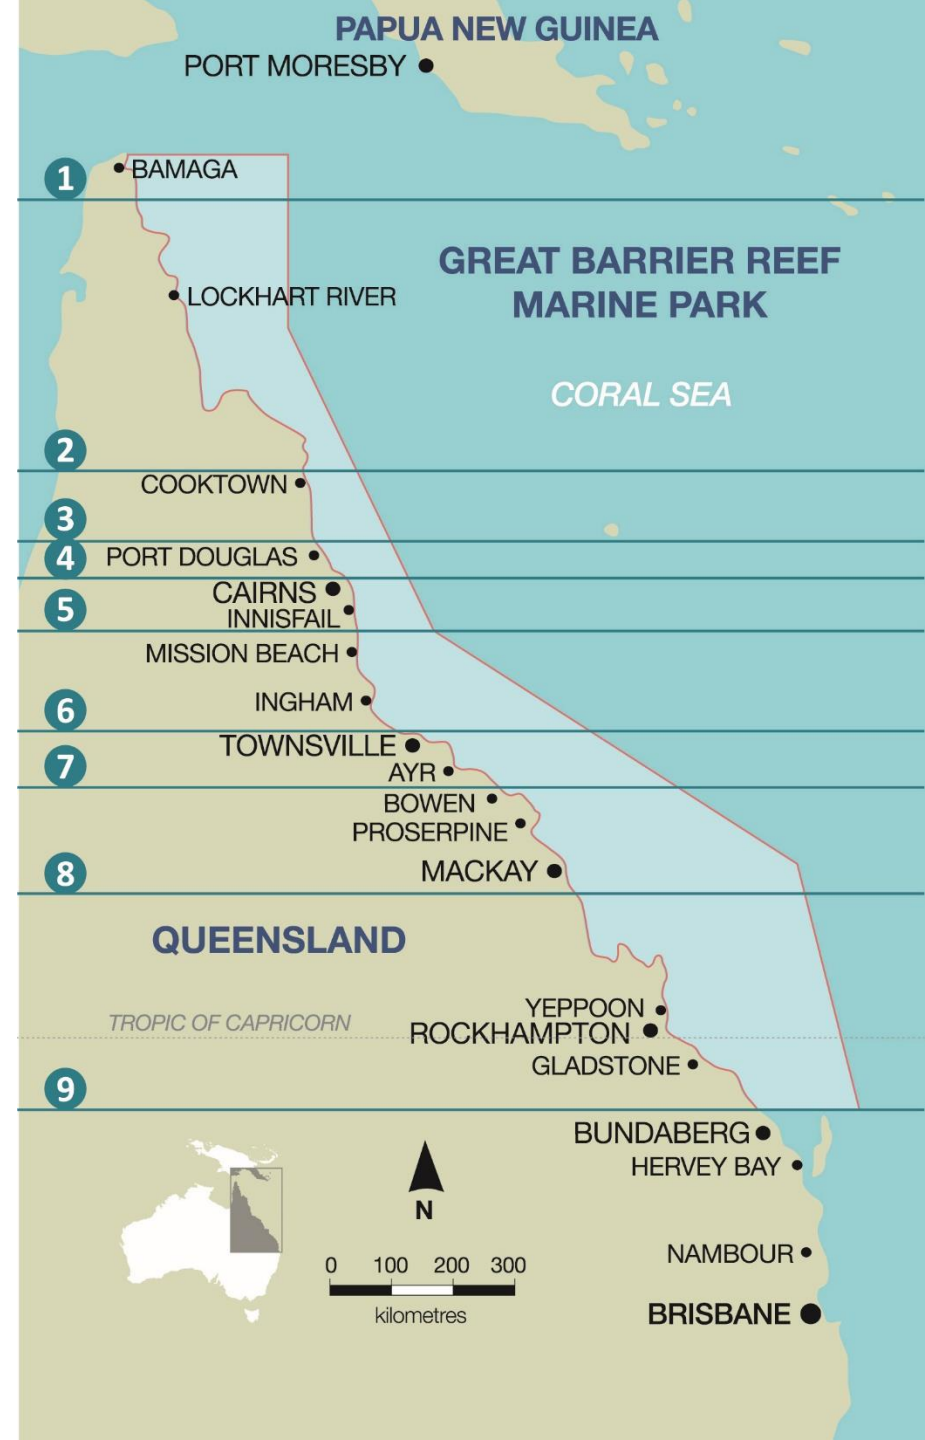 PAPUA NEW GUINEA
PORT MORESBY
1
BAMAGA
GREAT BARRIER REEF
MARINE PARK
LOCKHART RIVER
CORAL SEA
2
COOKTOWN
3
4
PORT DOUGLAS
CAIRNS
5
INNISFAIL
MISSION BEACH
INGHAM
6
TOWNSVILLE
7
AYR
BOWEN
PROSERPINE
MACKAY
8
QUEENSLAND
YEPPOON
TROPIC OF CAPRICORN
ROCKHAMPTON
GLADSTONE
9
BUNDABERG
HERVEY BAY
N
NAMBOUR
0 100 200 300
kilometres
BRISBANE